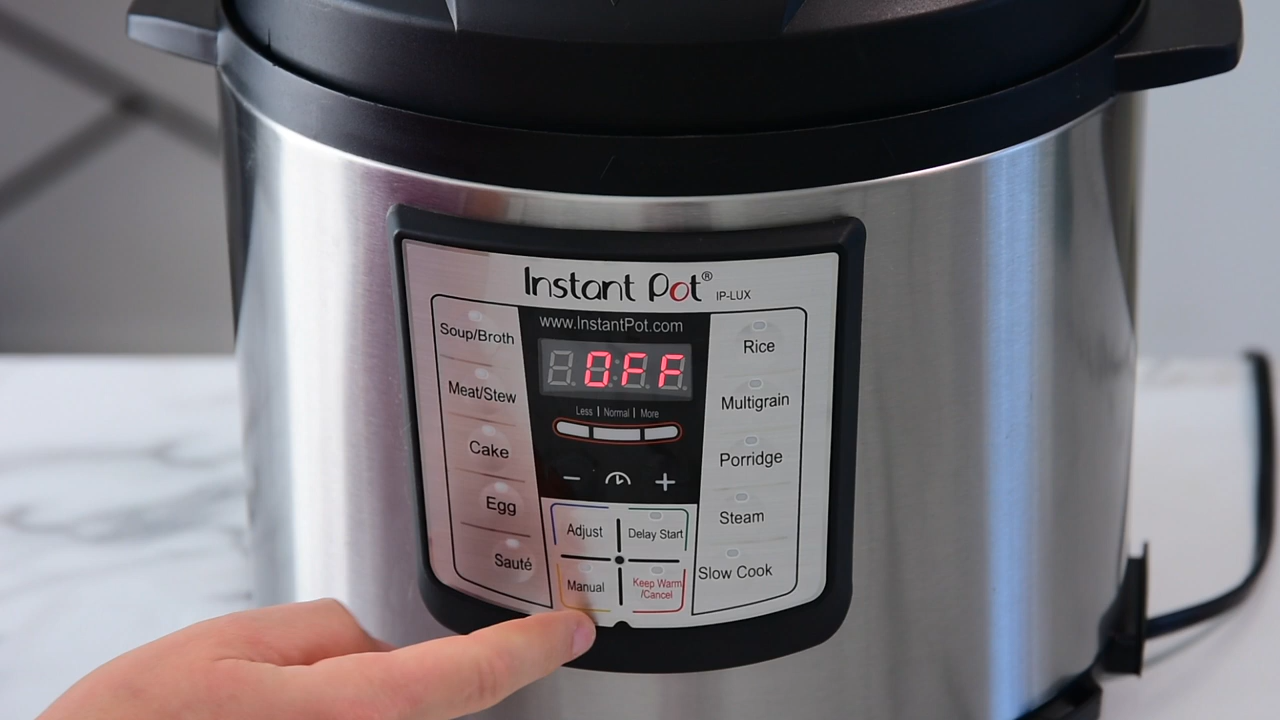 Instant Pot® IP-LUX
www.InstantPot.com
OFF
Less | Normal | More
− +
Soup/Broth
Meat/Stew
Cake
Egg
Sauté
Adjust
Delay Start
Manual
Keep Warm
/Cancel
Rice
Multigrain
Porridge
Steam
Slow Cook